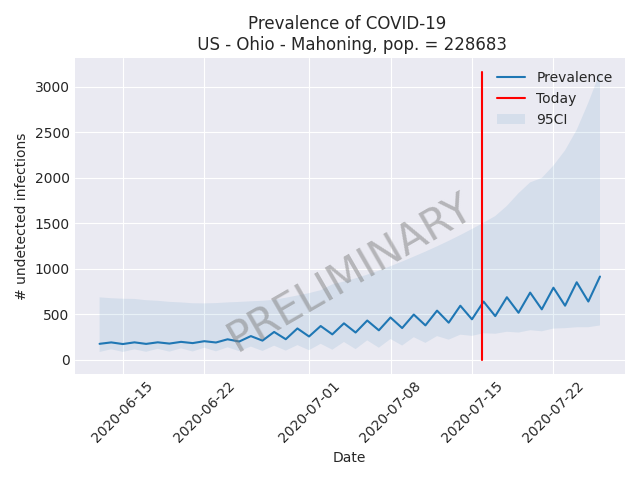 Prevalence of COVID-19
US - Ohio - Mahoning, pop. = 228683
Prevalence
Today
95CI
3000
2500
2000
1500
1000
500
0
# undetected infections
PRELIMINARY
2020-06-15
2020-06-22
2020-07-01
2020-07-08
2020-07-15
2020-07-22
Date